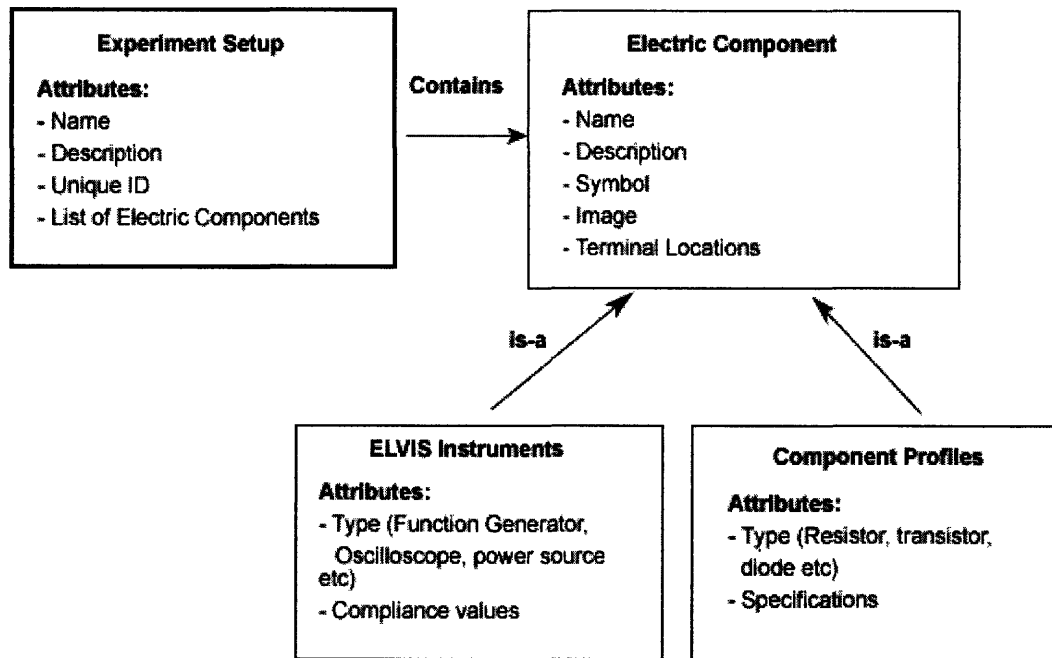 Experiment Setup
Attributes:
- Name
- Description
- Unique ID
- List of Electric Components
Contains
Electric Component
Attributes:
- Name
- Description
- Symbol
- Image
- Terminal Locations
is-a
is-a
ELVIS Instruments
Attributes:
- Type (Function Generator,
Oscilloscope, power source
etc)
- Compliance values
Component Profiles
Attributes:
- Type (Resistor, transistor,
diode etc)
- Specifications